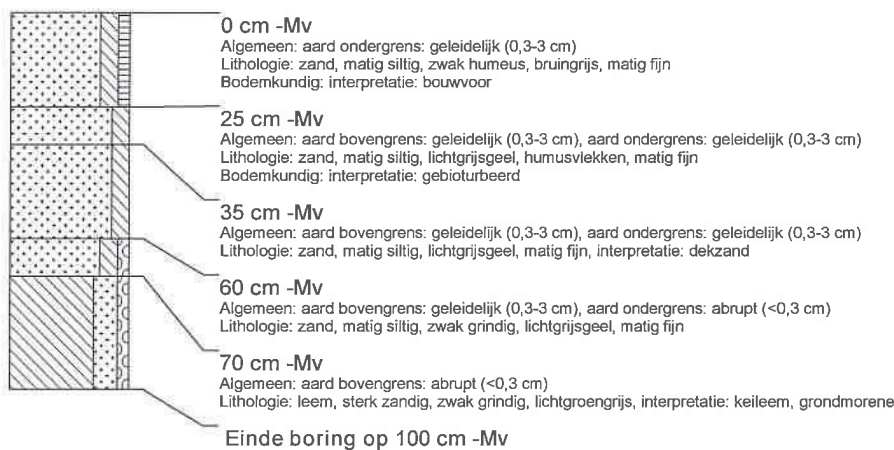 0 cm -Mv
Algemeen: aard ondergrens: geleidelijk (0,3-3 cm)
Lithologie: zand, matig siltig, zwak humeus, bruingrijs, matig fijn
Bodemkundig: interpretatie: bouwvoor
25 cm -Mv
Algemeen: aard bovengrens: geleidelijk (0,3-3 cm), aard ondergrens: geleidelijk (0,3-3 cm)
Lithologie: zand, matig siltig, lichtgrijsgeel, humusvlekken, matig fijn
Bodemkundig: interpretatie: gebioturbeerd
35 cm -Mv
Algemeen: aard bovengrens: geleidelijk (0,3-3 cm), aard ondergrens: geleidelijk (0,3-3 cm)
Lithologie: zand, matig siltig, lichtgrijsgeel, matig fijn, interpretatie: dekzand
60 cm -Mv
Algemeen: aard bovengrens: geleidelijk (0,3-3 cm), aard ondergrens: abrupt (<0,3 cm)
Lithologie: zand, matig siltig, zwak grindig, lichtgrijsgeel, matig fijn
70 cm -Mv
Algemeen: aard bovengrens: abrupt (<0,3 cm)
Lithologie: leem, sterk zandig, zwak grindig, lichtgroengrijs, interpretatie: keileem, grondmorene
Einde boring op 100 cm -Mv